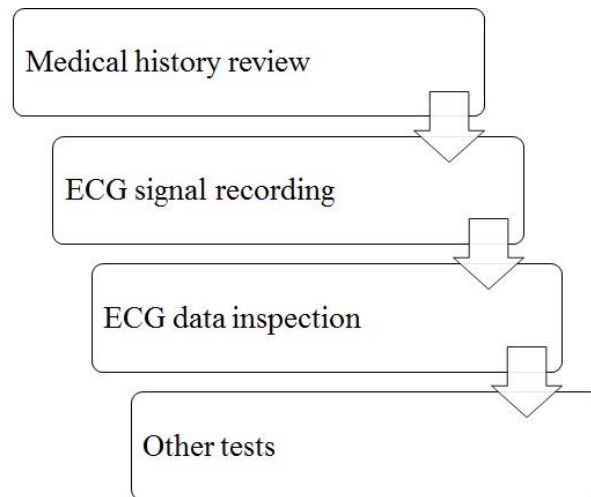 Medical history review
ECG signal recording
ECG data inspection
Other tests